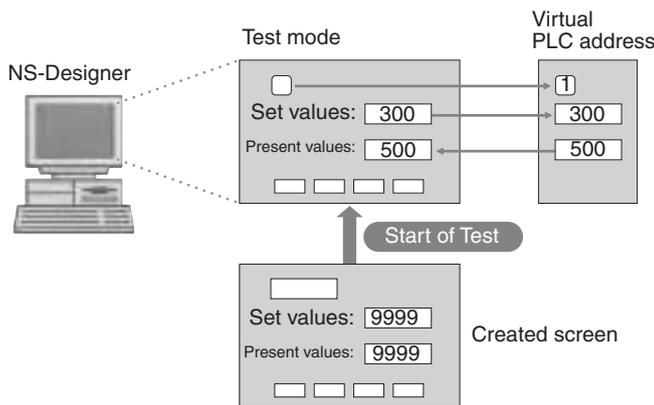 Virtual
PLC address
Test mode
NS-Designer
1
Set values: 300
300
Present values: 500
500
Start of Test
Set values: 9999
Present values: 9999
Created screen